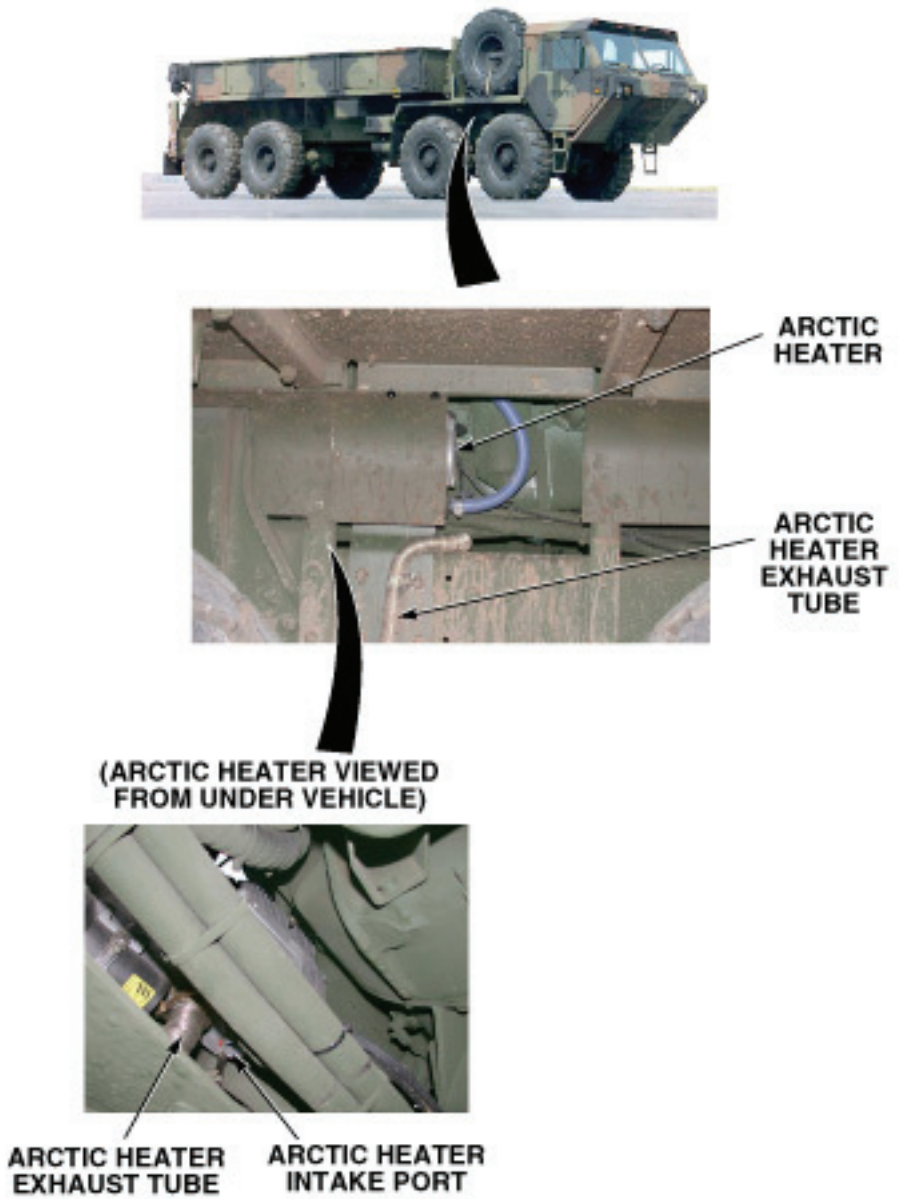 ARCTIC
HEATER
ARCTIC
HEATER
EXHAUST
TUBE
(ARCTIC HEATER VIEWED
FROM UNDER VEHICLE)
ARCTIC HEATER
EXHAUST TUBE
ARCTIC HEATER
INTAKE PORT